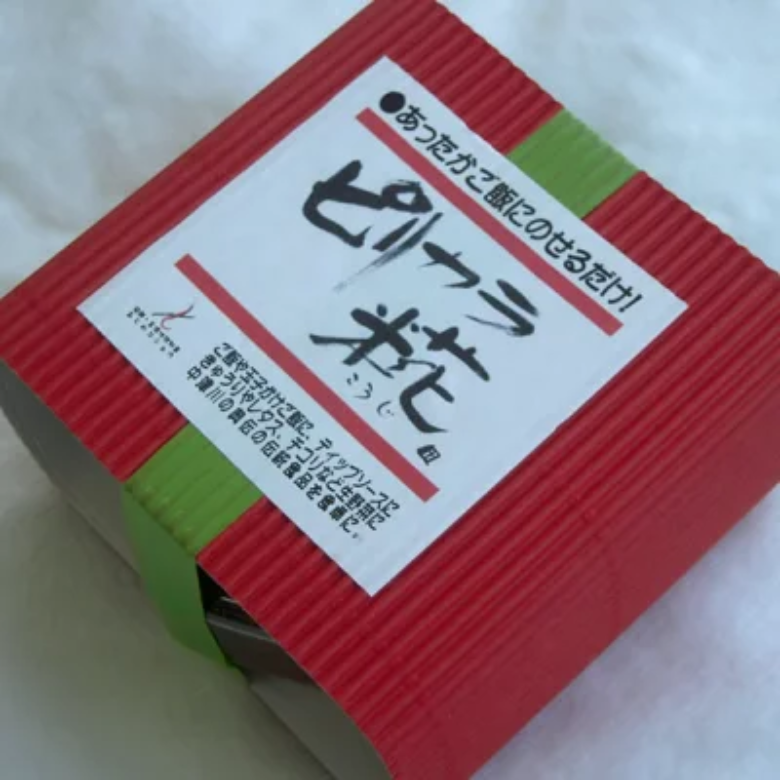 ●あったかご飯にのせるだけ!
ピリカラ
糀
こうじ
ご飯や玉子かけご飯に、ディップソースに
きゅうりやレタス、チコリなど生野菜に
中津川の直伝の伝統食品を食卓に。